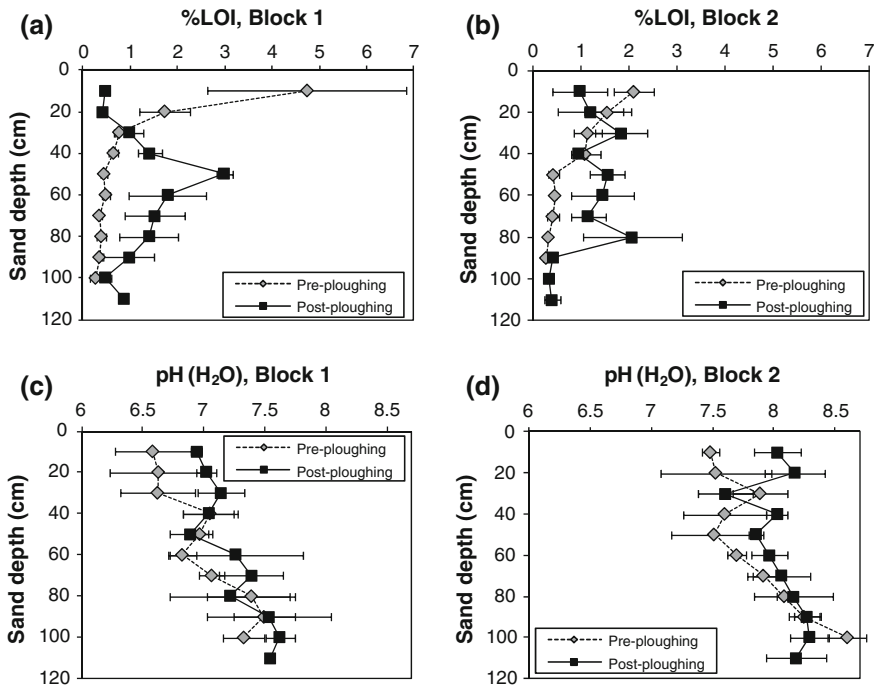 (a)
%LOI, Block 1
0 1 2 3 4 5 6 7
0
20
40
60
80
100
120
Sand depth (cm)
Pre-ploughing
Post-ploughing
(b)
%LOI, Block 2
0 1 2 3 4 5 6 7
0
20
40
60
80
100
120
Sand depth (cm)
Pre-ploughing
Post-ploughing
(c)
pH (H₂O), Block 1
6 6.5 7 7.5 8 8.5
0
20
40
60
80
100
120
Sand depth (cm)
Pre-ploughing
Post-ploughing
(d)
pH (H₂O), Block 2
6 6.5 7 7.5 8 8.5
0
20
40
60
80
100
120
Sand depth (cm)
Pre-ploughing
Post-ploughing